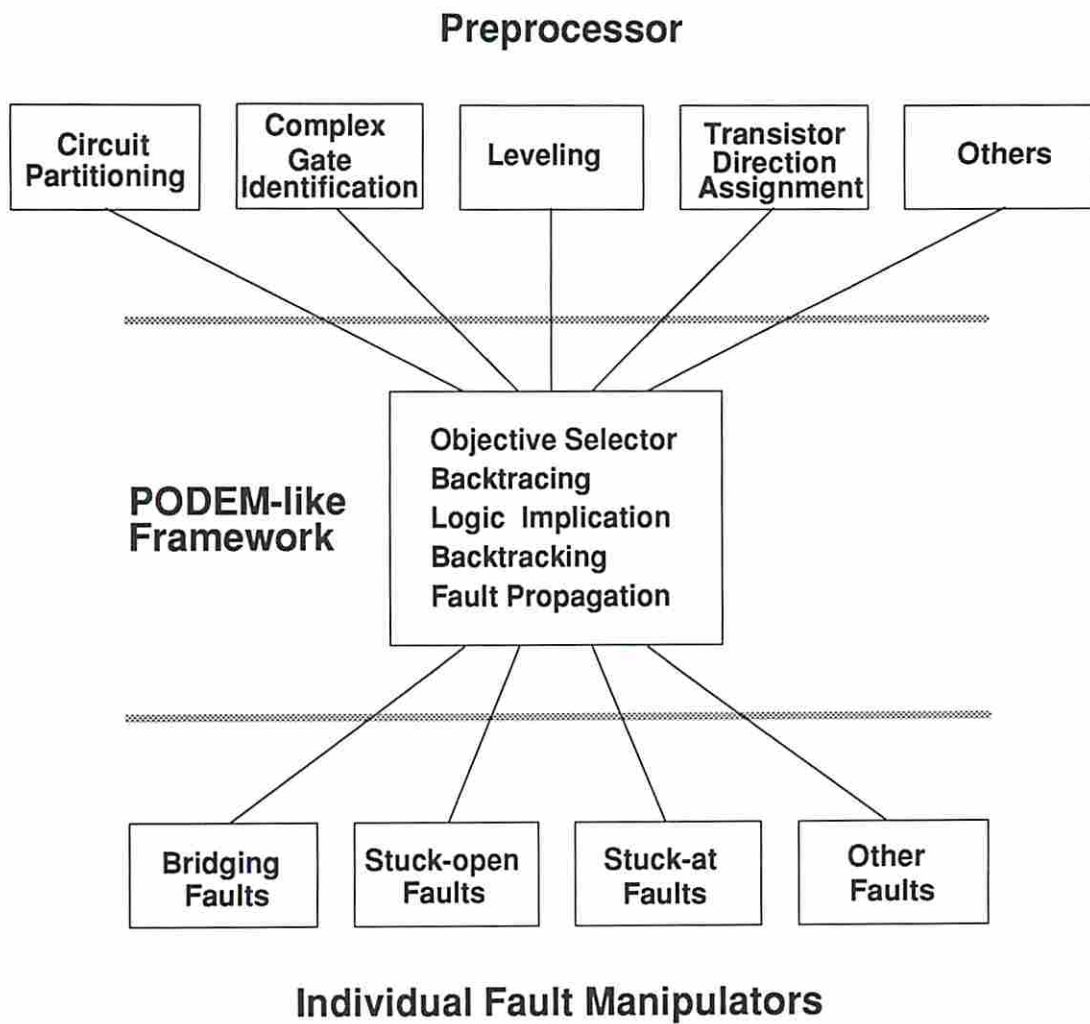 Preprocessor
Circuit
Partitioning
Complex
Gate
Identification
Leveling
Transistor
Direction
Assignment
Others
PODEM-like
Framework
Objective Selector
Backtracing
Logic Implication
Backtracking
Fault Propagation
Bridging
Faults
Stuck-open
Faults
Stuck-at
Faults
Other
Faults
Individual Fault Manipulators